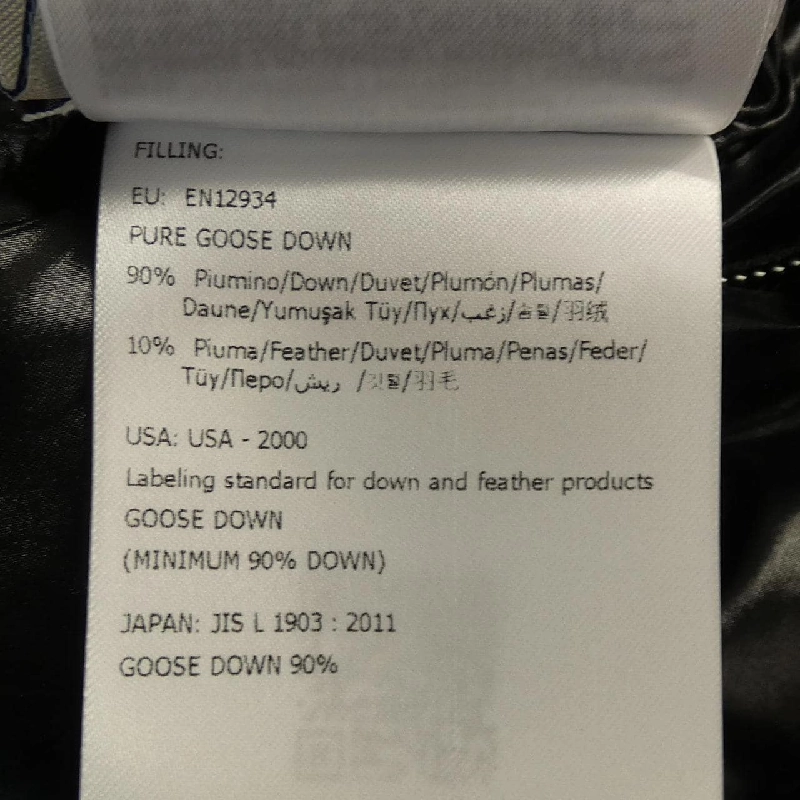 FILLING:
EU: EN12934
PURE GOOSE DOWN
90% Piumino/Down/Duvet/Plumón/Plumas/
Daune/Yumuşak Tüy/Пух/زغب/솜털/羽绒
10% Piuma/Feather/Duvet/Pluma/Penas/Feder/
Tüy/Перо/ريش /깃털/羽毛
USA: USA - 2000
Labeling standard for down and feather products
GOOSE DOWN
(MINIMUM 90% DOWN)
JAPAN: JIS L 1903 : 2011
GOOSE DOWN 90%